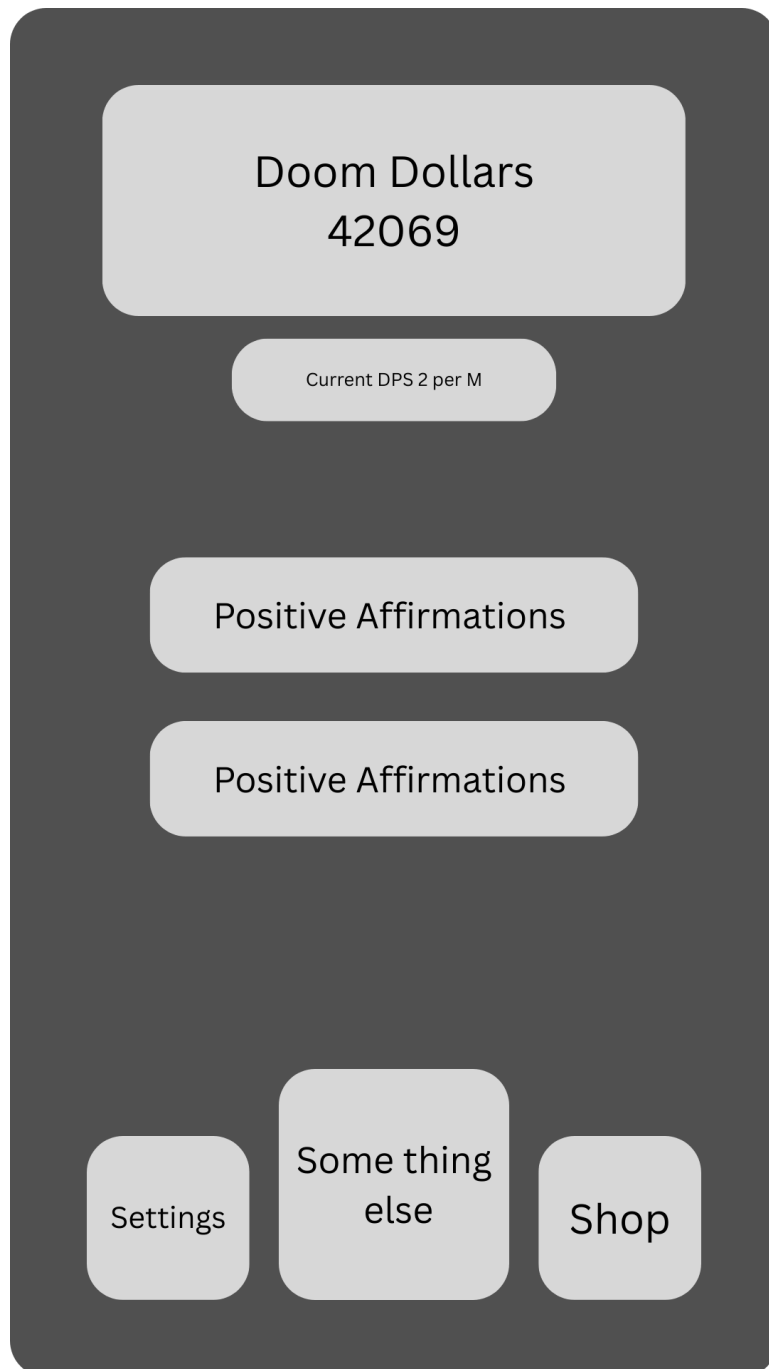 Doom Dollars
42069
Current DPS 2 per M
Positive Affirmations
Positive Affirmations
Some thing
else
Settings
Shop